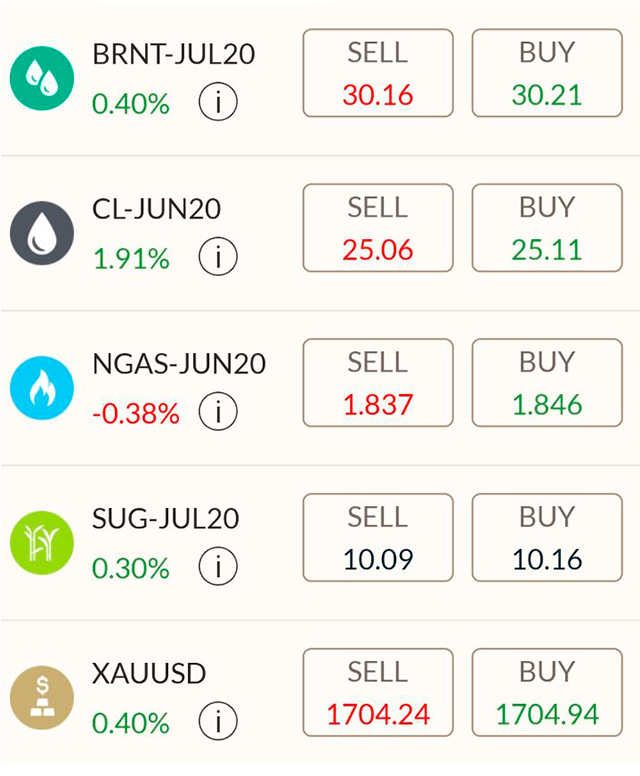 BRNT-JUL20 SELL BUY
0.40% i 30.16 30.21
CL-JUN20 SELL BUY
1.91% i 25.06 25.11
NGAS-JUN20 SELL BUY
-0.38% i 1.837 1.846
SUG-JUL20 SELL BUY
0.30% i 10.09 10.16
XAUUSD SELL BUY
$ 0.40% i 1704.24 1704.94